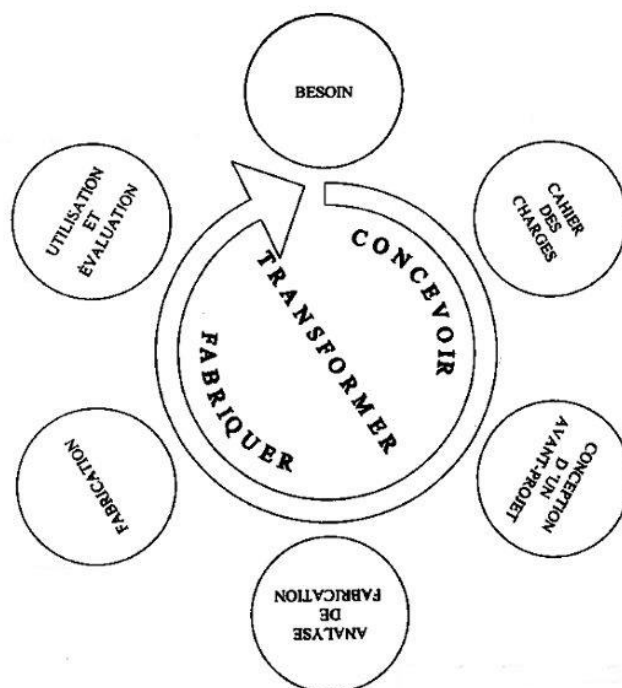 BESOIN
CAHIER
DES
CHARGES
CONCEPTION
D'UN
AVANT-PROJET
ANALYSE
DE
FABRICATION
FABRICATION
UTILISATION
ET
ÉVALUATION
CONCEVOIR
TRANSFORMER
FABRIQUER